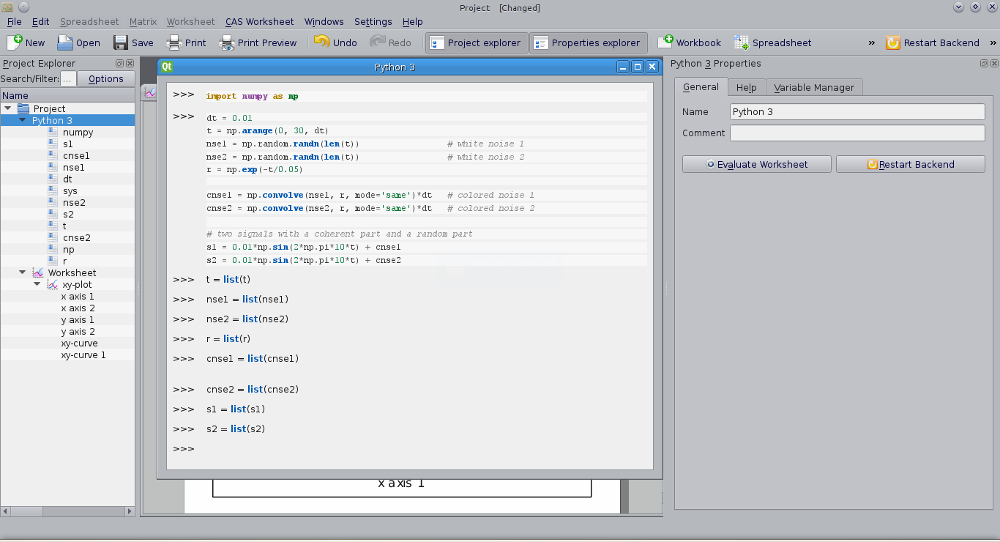 Project [Changed]
File Edit Spreadsheet Matrix Worksheet CAS Worksheet Windows Settings Help
New Open Save Print Print Preview Undo Redo Project explorer Properties explorer Workbook Spreadsheet » Restart Backend »
Project Explorer
Search/Filter: ... Options
Name
Project
Python 3
numpy
s1
cnse1
nse1
dt
sys
nse2
s2
t
cnse2
np
r
Worksheet
xy-plot
x axis 1
x axis 2
y axis 1
y axis 2
xy-curve
xy-curve 1
Qt Python 3
>>> import numpy as np
>>> dt = 0.01
t = np.arange(0, 30, dt)
nse1 = np.random.randn(len(t)) # white noise 1
nse2 = np.random.randn(len(t)) # white noise 2
r = np.exp(-t/0.05)
cnse1 = np.convolve(nse1, r, mode='same')*dt # colored noise 1
cnse2 = np.convolve(nse2, r, mode='same')*dt # colored noise 2
# two signals with a coherent part and a random part
s1 = 0.01*np.sin(2*np.pi*10*t) + cnse1
s2 = 0.01*np.sin(2*np.pi*10*t) + cnse2
>>> t = list(t)
>>> nse1 = list(nse1)
>>> nse2 = list(nse2)
>>> r = list(r)
>>> cnse1 = list(cnse1)
>>> cnse2 = list(cnse2)
>>> s1 = list(s1)
>>> s2 = list(s2)
>>>
x axis 1
Python 3 Properties
General Help Variable Manager
Name Python 3
Comment
Evaluate Worksheet Restart Backend